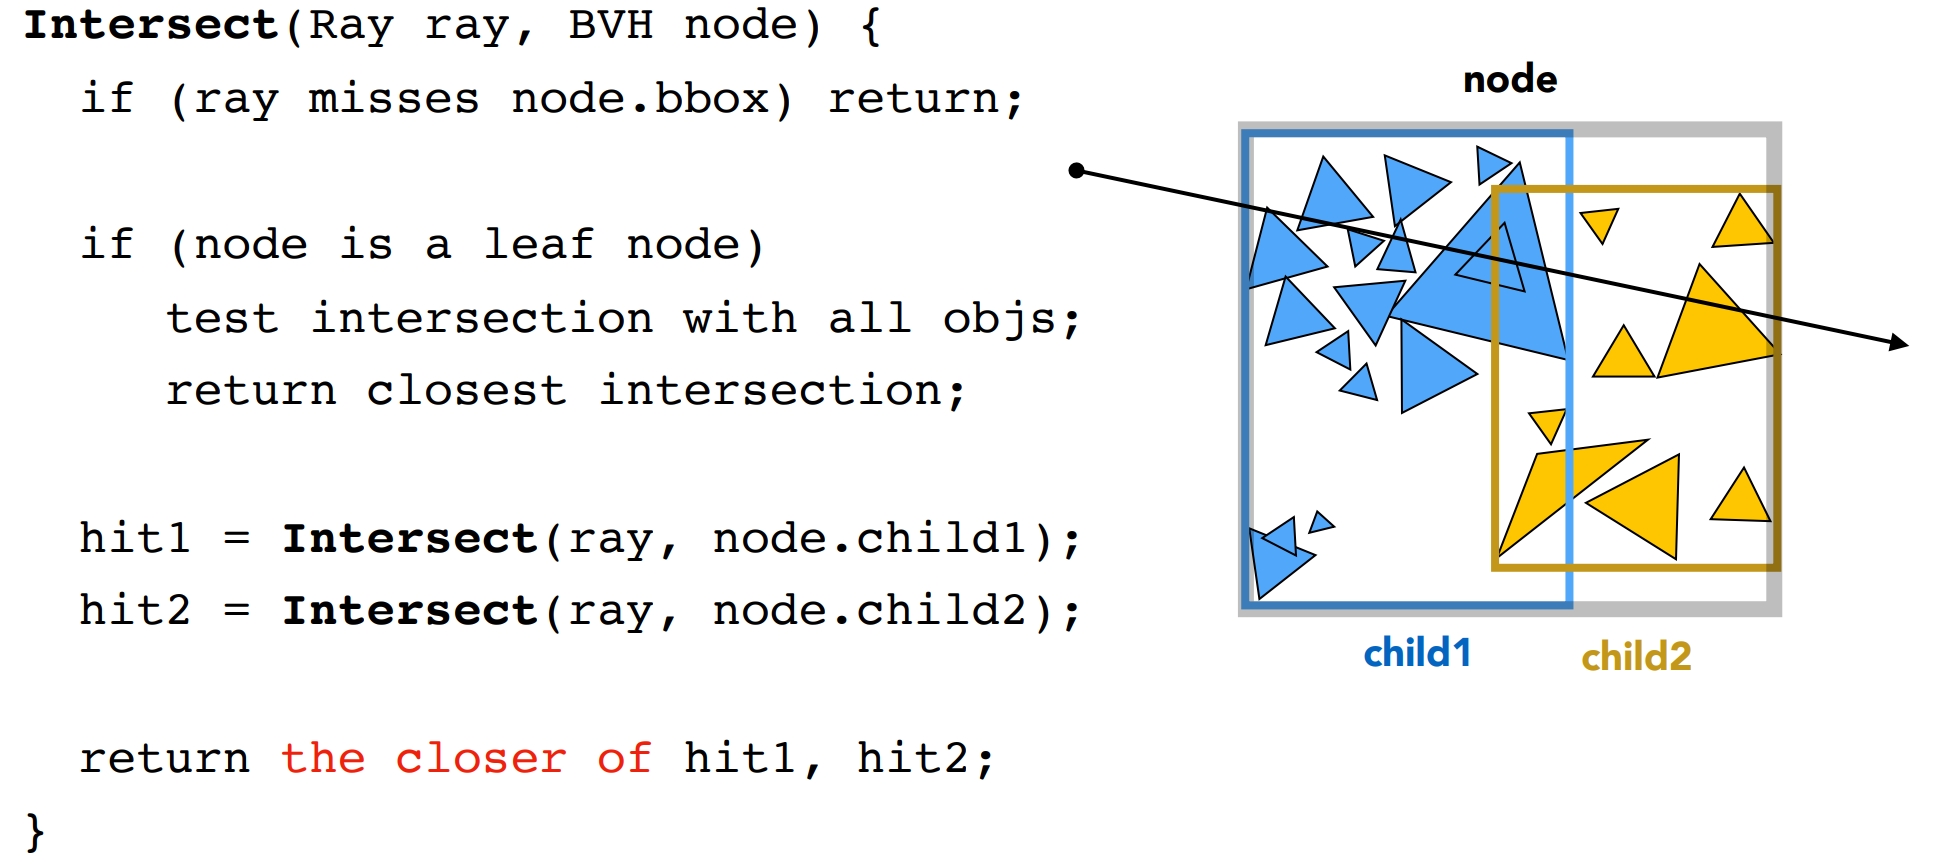 Intersect(Ray ray, BVH node) {
if (ray misses node.bbox) return;
if (node is a leaf node)
test intersection with all objs;
return closest intersection;
hit1 = Intersect(ray, node.child1);
hit2 = Intersect(ray, node.child2);
return the closer of hit1, hit2;
}
node
child1
child2